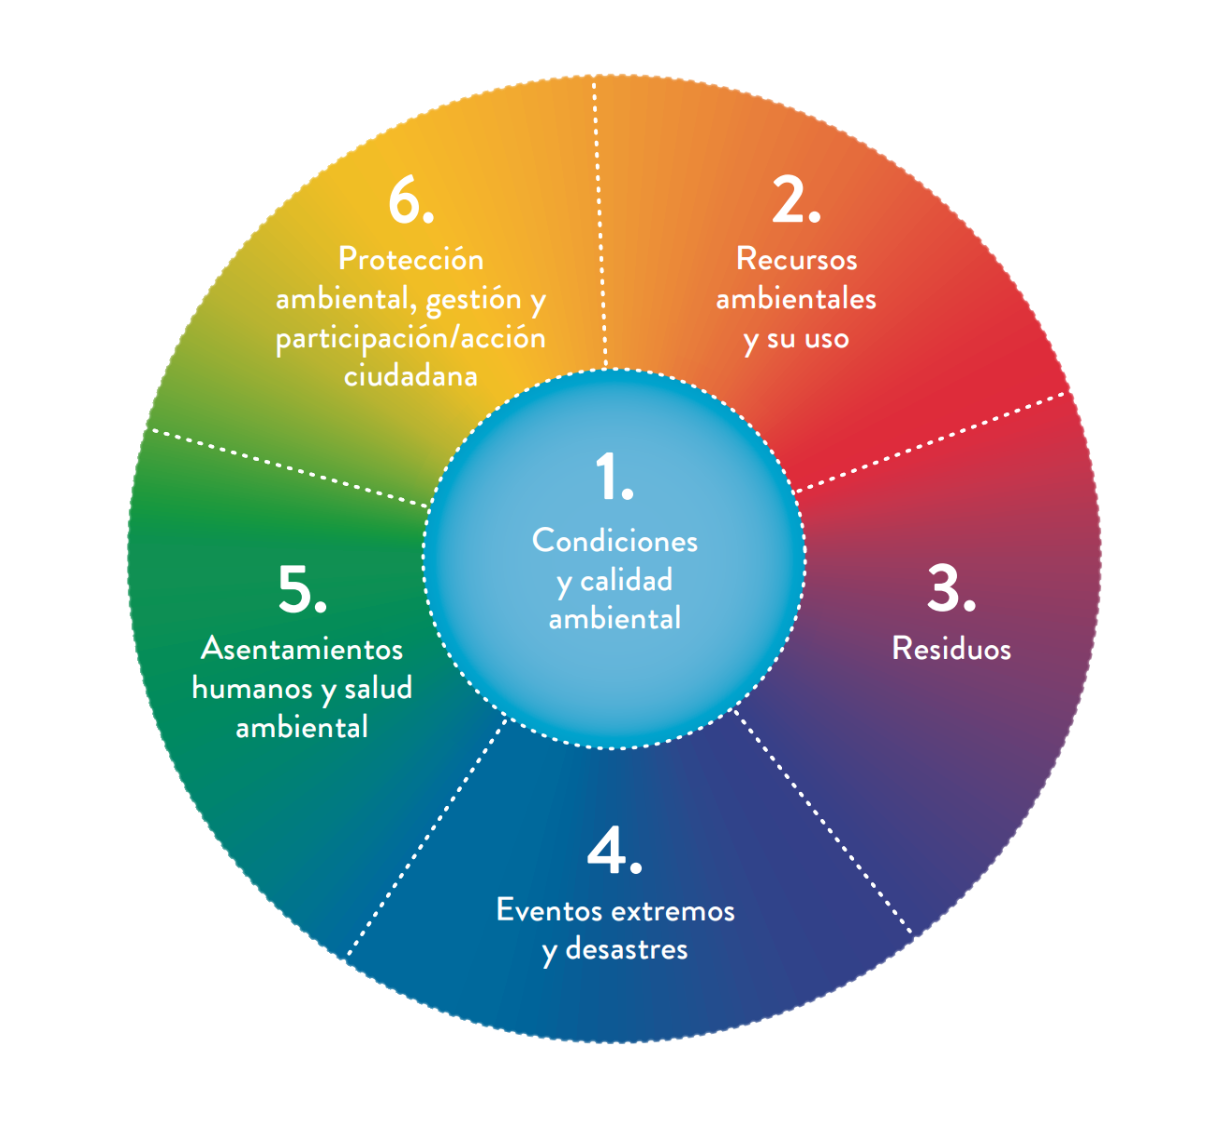 1.
Condiciones
y calidad
ambiental
2.
Recursos
ambientales
y su uso
3.
Residuos
4.
Eventos extremos
y desastres
5.
Asentamientos
humanos y salud
ambiental
6.
Protección
ambiental, gestión y
participación/acción
ciudadana